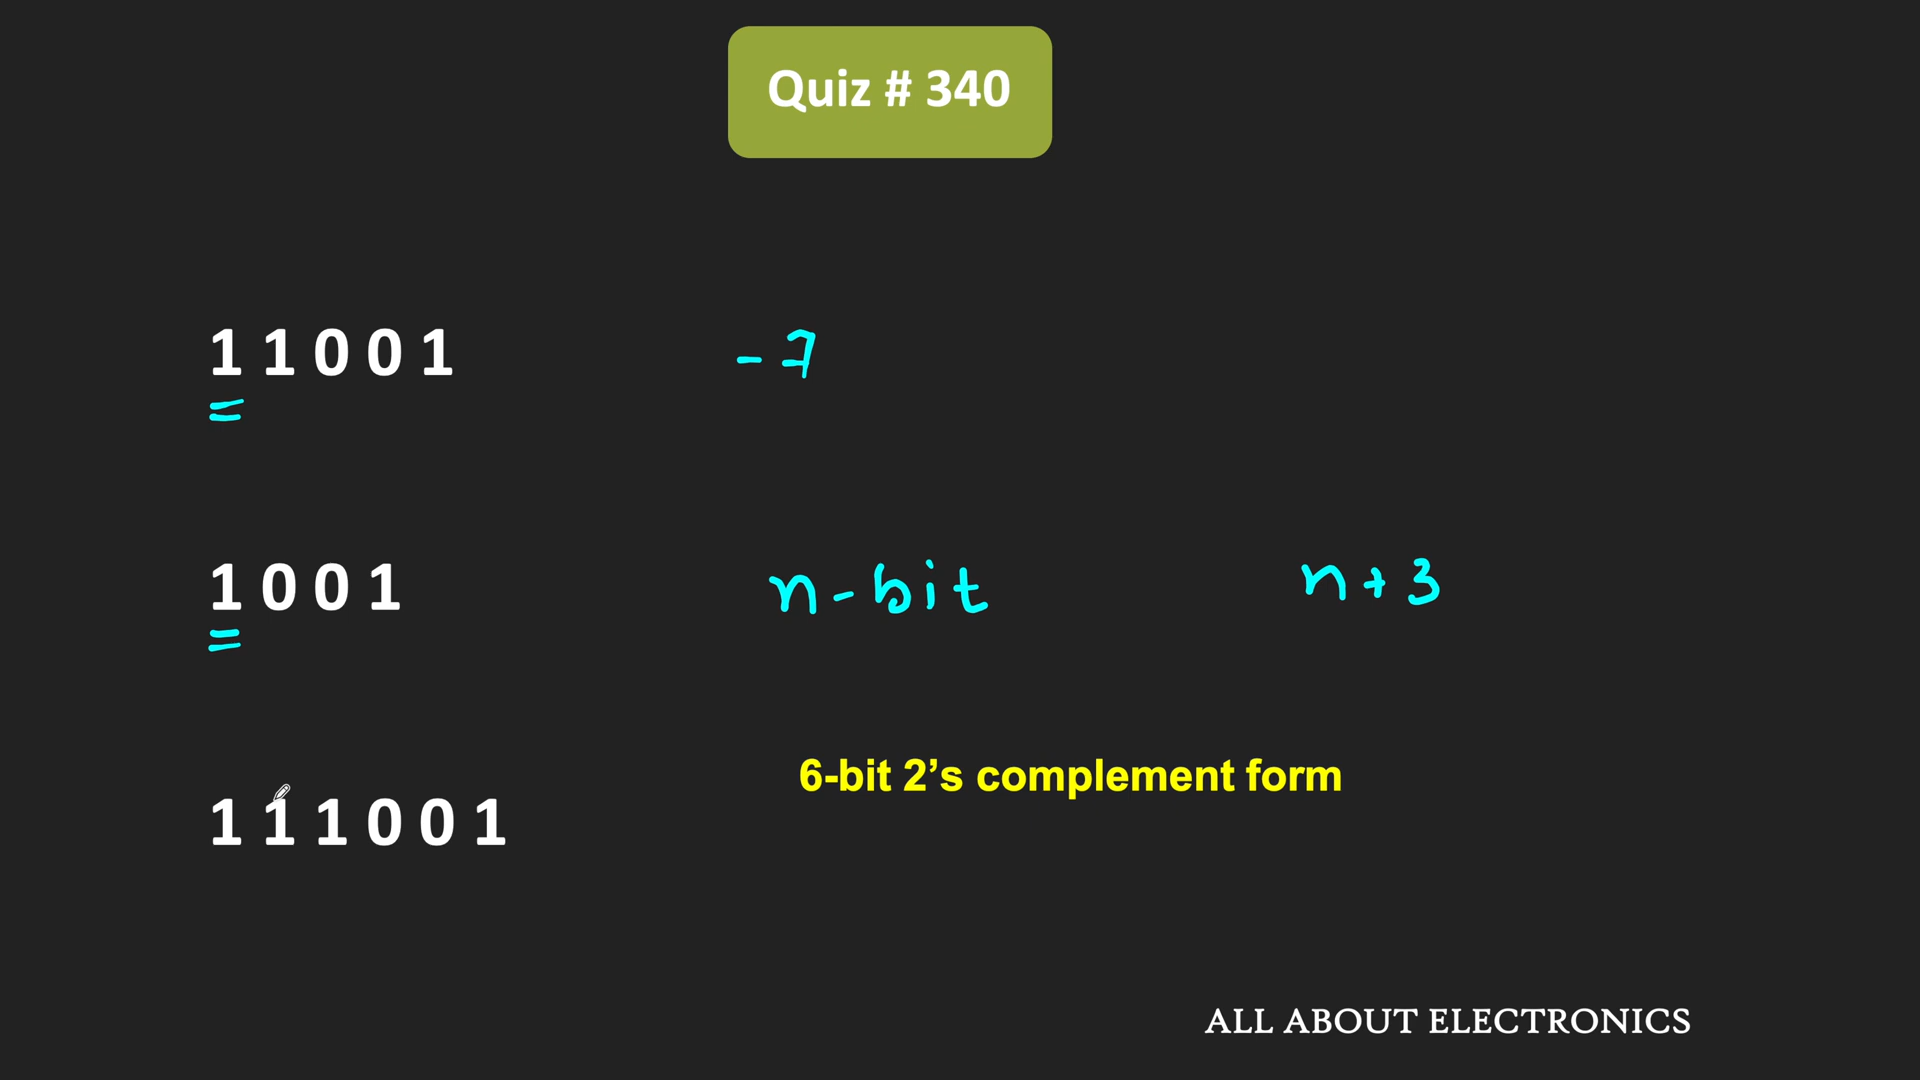 Quiz # 340
1 1 0 0 1 - 7
1 0 0 1 n - bit n + 3
6-bit 2’s complement form
1 1 1 0 0 1
ALL ABOUT ELECTRONICS